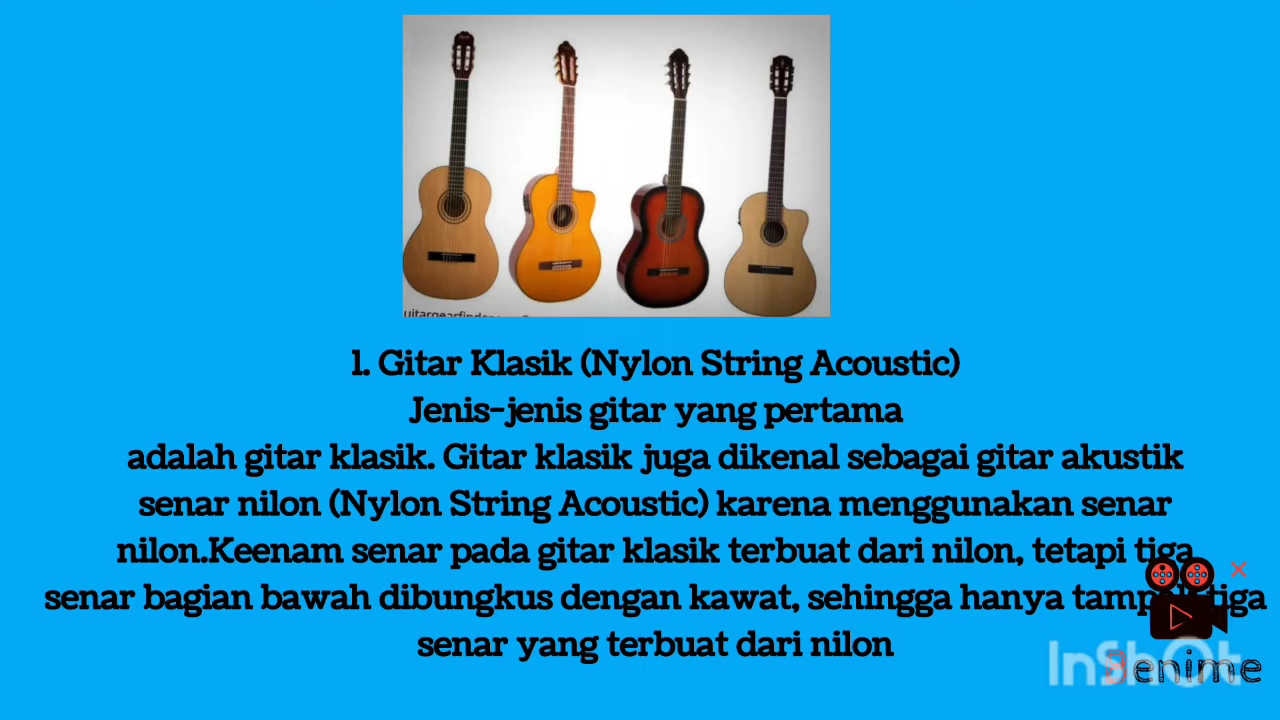 1. Gitar Klasik (Nylon String Acoustic)
Jenis-jenis gitar yang pertama
adalah gitar klasik. Gitar klasik juga dikenal sebagai gitar akustik
senar nilon (Nylon String Acoustic) karena menggunakan senar
nilon.Keenam senar pada gitar klasik terbuat dari nilon, tetapi tiga
senar bagian bawah dibungkus dengan kawat, sehingga hanya tampak tiga
senar yang terbuat dari nilon
InShOt
Benime